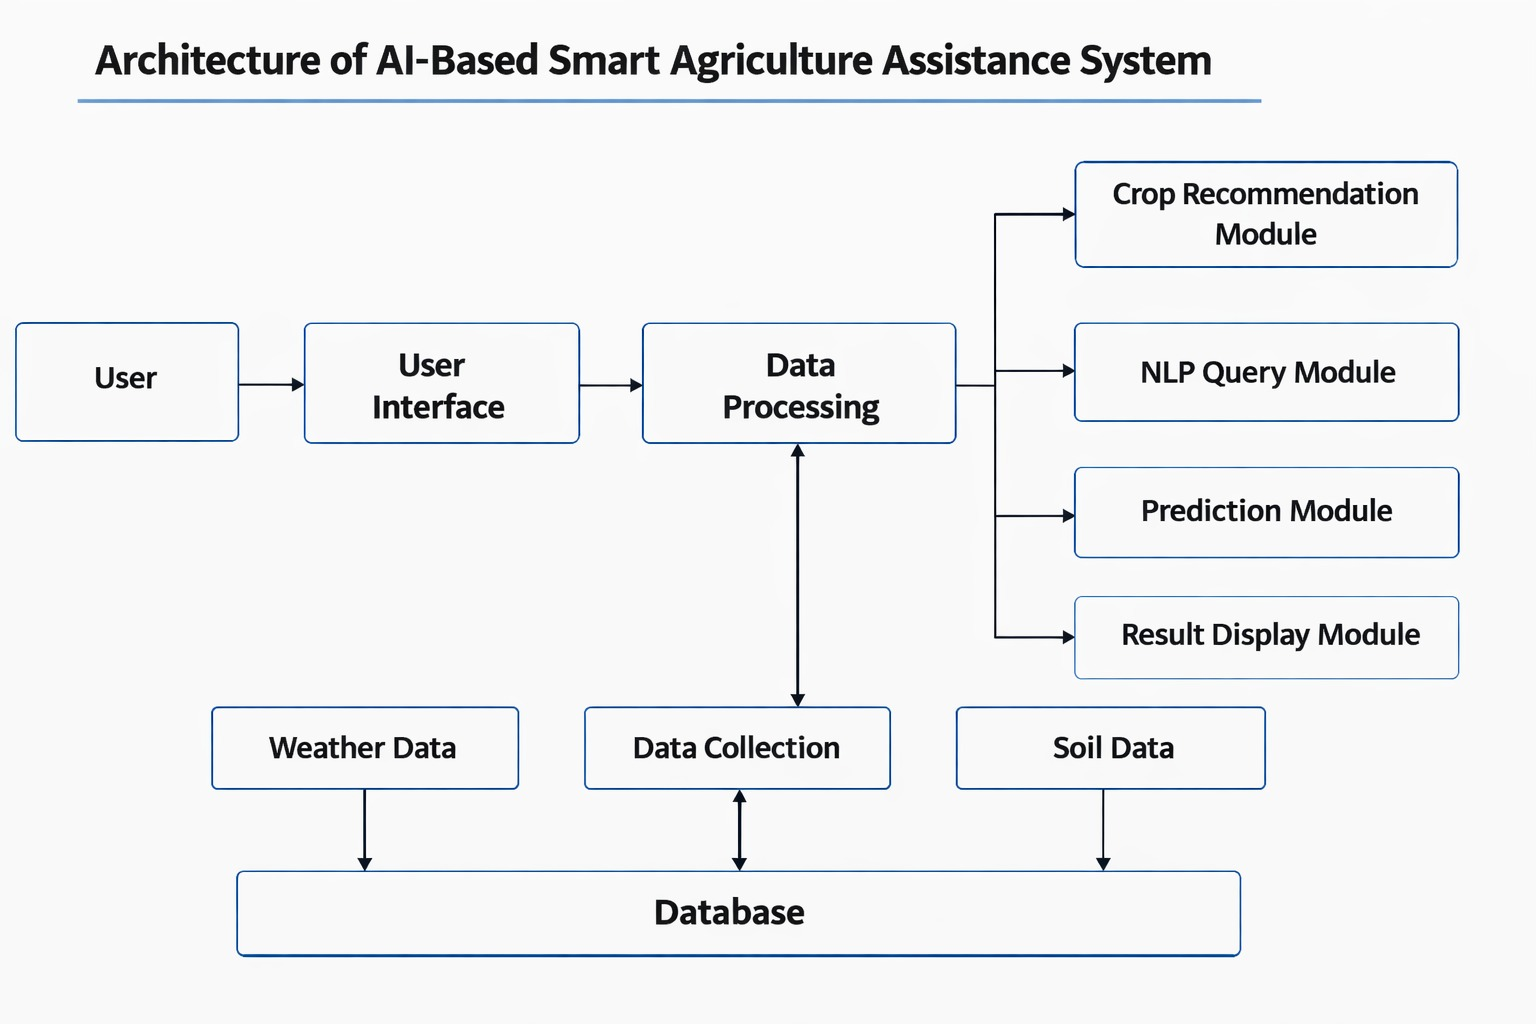 Architecture of AI-Based Smart Agriculture Assistance System
Crop Recommendation
Module
User
User
Interface
Data
Processing
NLP Query Module
Prediction Module
Result Display Module
Weather Data
Data Collection
Soil Data
Database